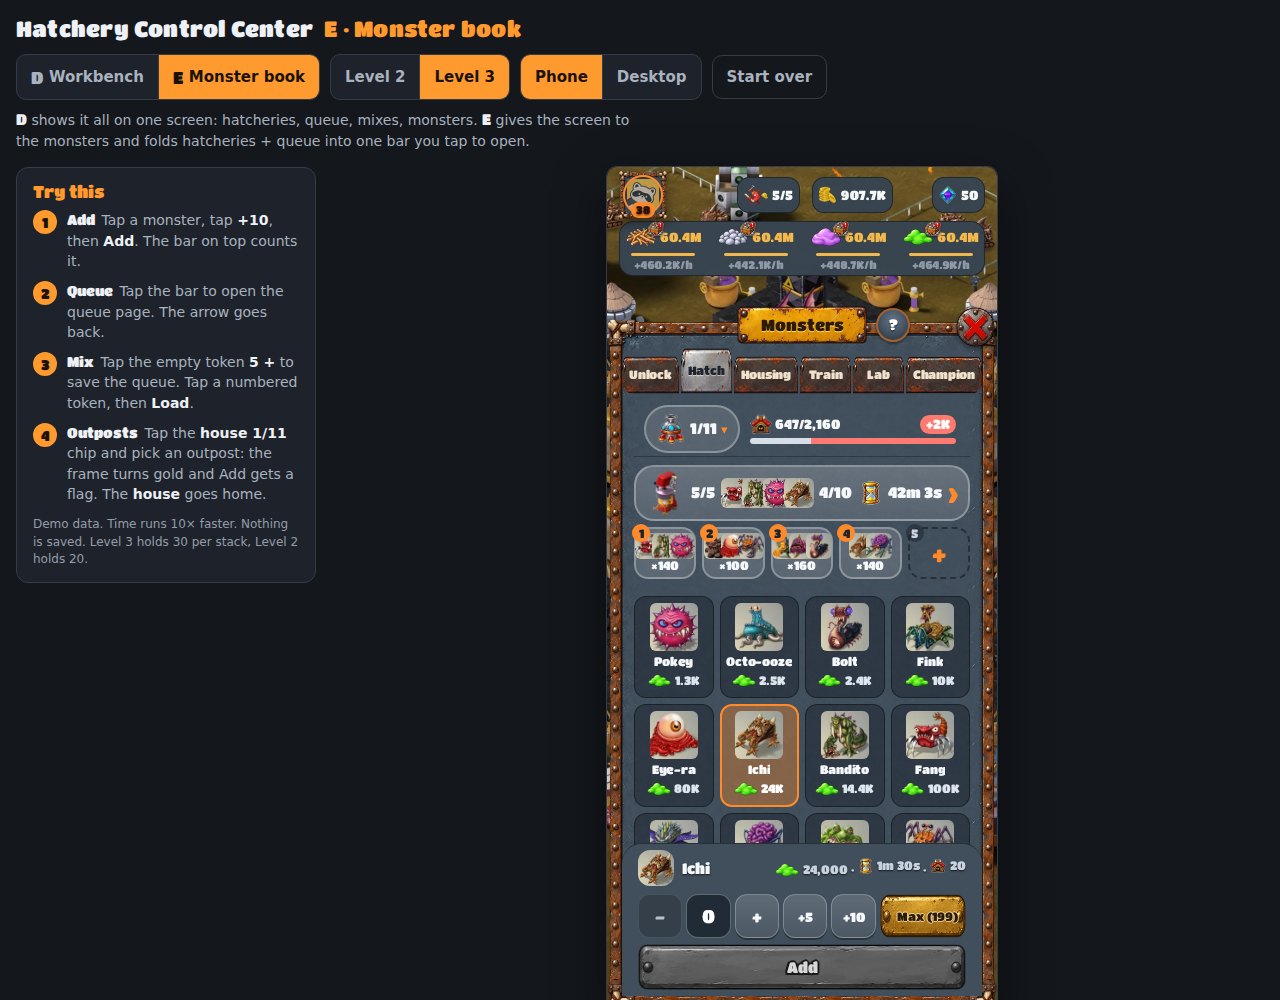 Hatchery Control Center E · Monster book
D Workbench E Monster book Level 2 Level 3 Phone Desktop Start over
D shows it all on one screen: hatcheries, queue, mixes, monsters. E gives the screen to
the monsters and folds hatcheries + queue into one bar you tap to open.
Try this
1 Add Tap a monster, tap +10,
then Add. The bar on top counts
it.
2 Queue Tap the bar to open the
queue page. The arrow goes
back.
3 Mix Tap the empty token 5 + to
save the queue. Tap a numbered
token, then Load.
4 Outposts Tap the house 1/11
chip and pick an outpost: the
frame turns gold and Add gets a
flag. The house goes home.
Demo data. Time runs 10× faster. Nothing
is saved. Level 3 holds 30 per stack, Level 2
holds 20.
30 5/5 907.7K 50
60.4M 60.4M 60.4M 60.4M
+460.2K/h +442.1K/h +448.7K/h +464.9K/h
Monsters ?
Unlock Hatch Housing Train Lab Champion
1/11 ▾ 647/2,160 +2K
5/5 4/10 42m 3s ❯
1 2 3 4 5
×140 ×100 ×160 ×140 +
Pokey Octo-ooze Bolt Fink
1.3K 2.5K 2.4K 10K
Eye-ra Ichi Bandito Fang
80K 24K 14.4K 100K
Ichi 24,000 · 1m 30s · 20
− 0 + +5 +10 Max (199)
Add